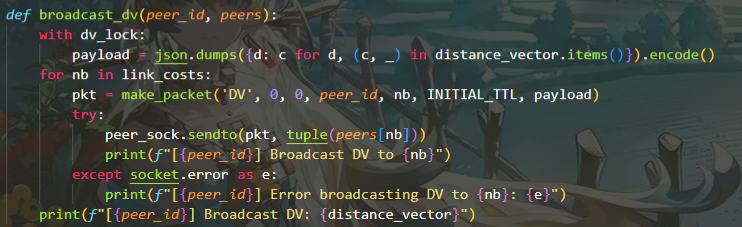 def broadcast_dv(peer_id, peers):
    with dv_lock:
        payload = json.dumps({d: c for d, (c, _) in distance_vector.items()}).encode()
    for nb in link_costs:
        pkt = make_packet('DV', 0, 0, peer_id, nb, INITIAL_TTL, payload)
        try:
            peer_sock.sendto(pkt, tuple(peers[nb]))
            print(f"[{peer_id}] Broadcast DV to {nb}")
        except socket.error as e:
            print(f"[{peer_id}] Error broadcasting DV to {nb}: {e}")
    print(f"[{peer_id}] Broadcast DV: {distance_vector}")